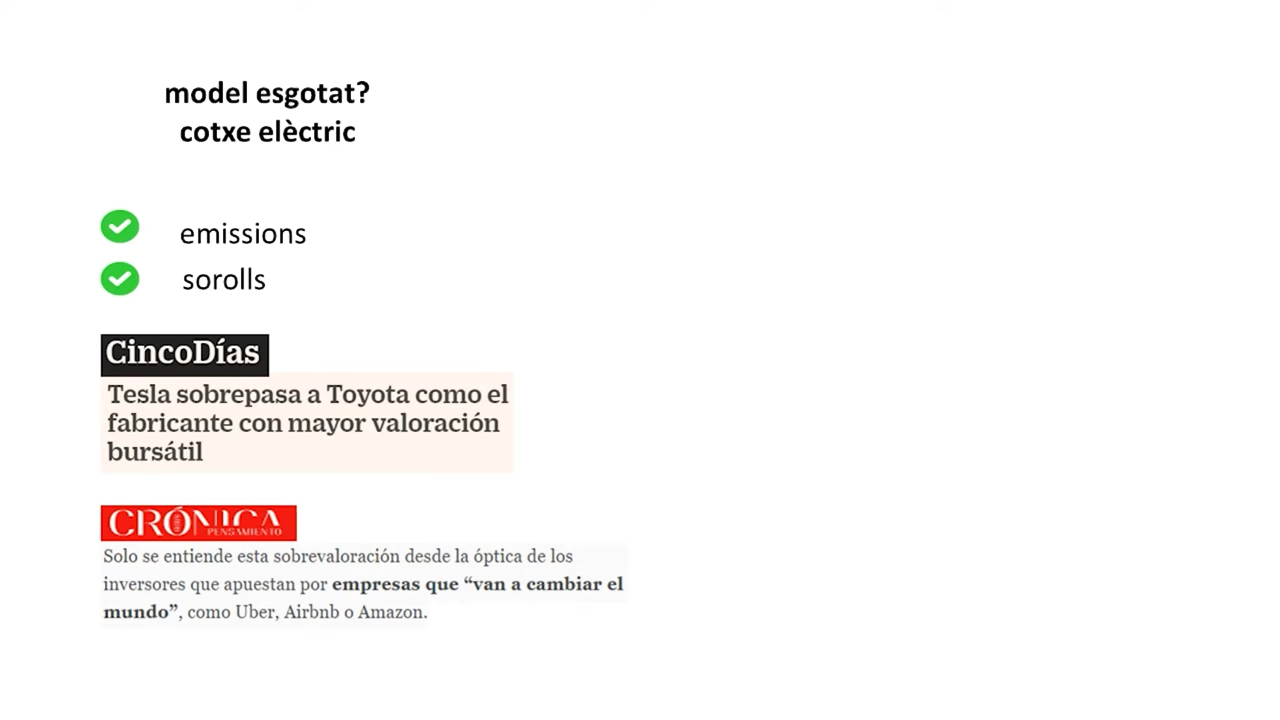 model esgotat?
cotxe elèctric
emissions
sorolls
CincoDías
Tesla sobrepasa a Toyota como el
fabricante con mayor valoración
bursátil
CRÓNICA
PENSAMIENTO
Solo se entiende esta sobrevaloración desde la óptica de los
inversores que apuestan por empresas que “van a cambiar el
mundo”, como Uber, Airbnb o Amazon.